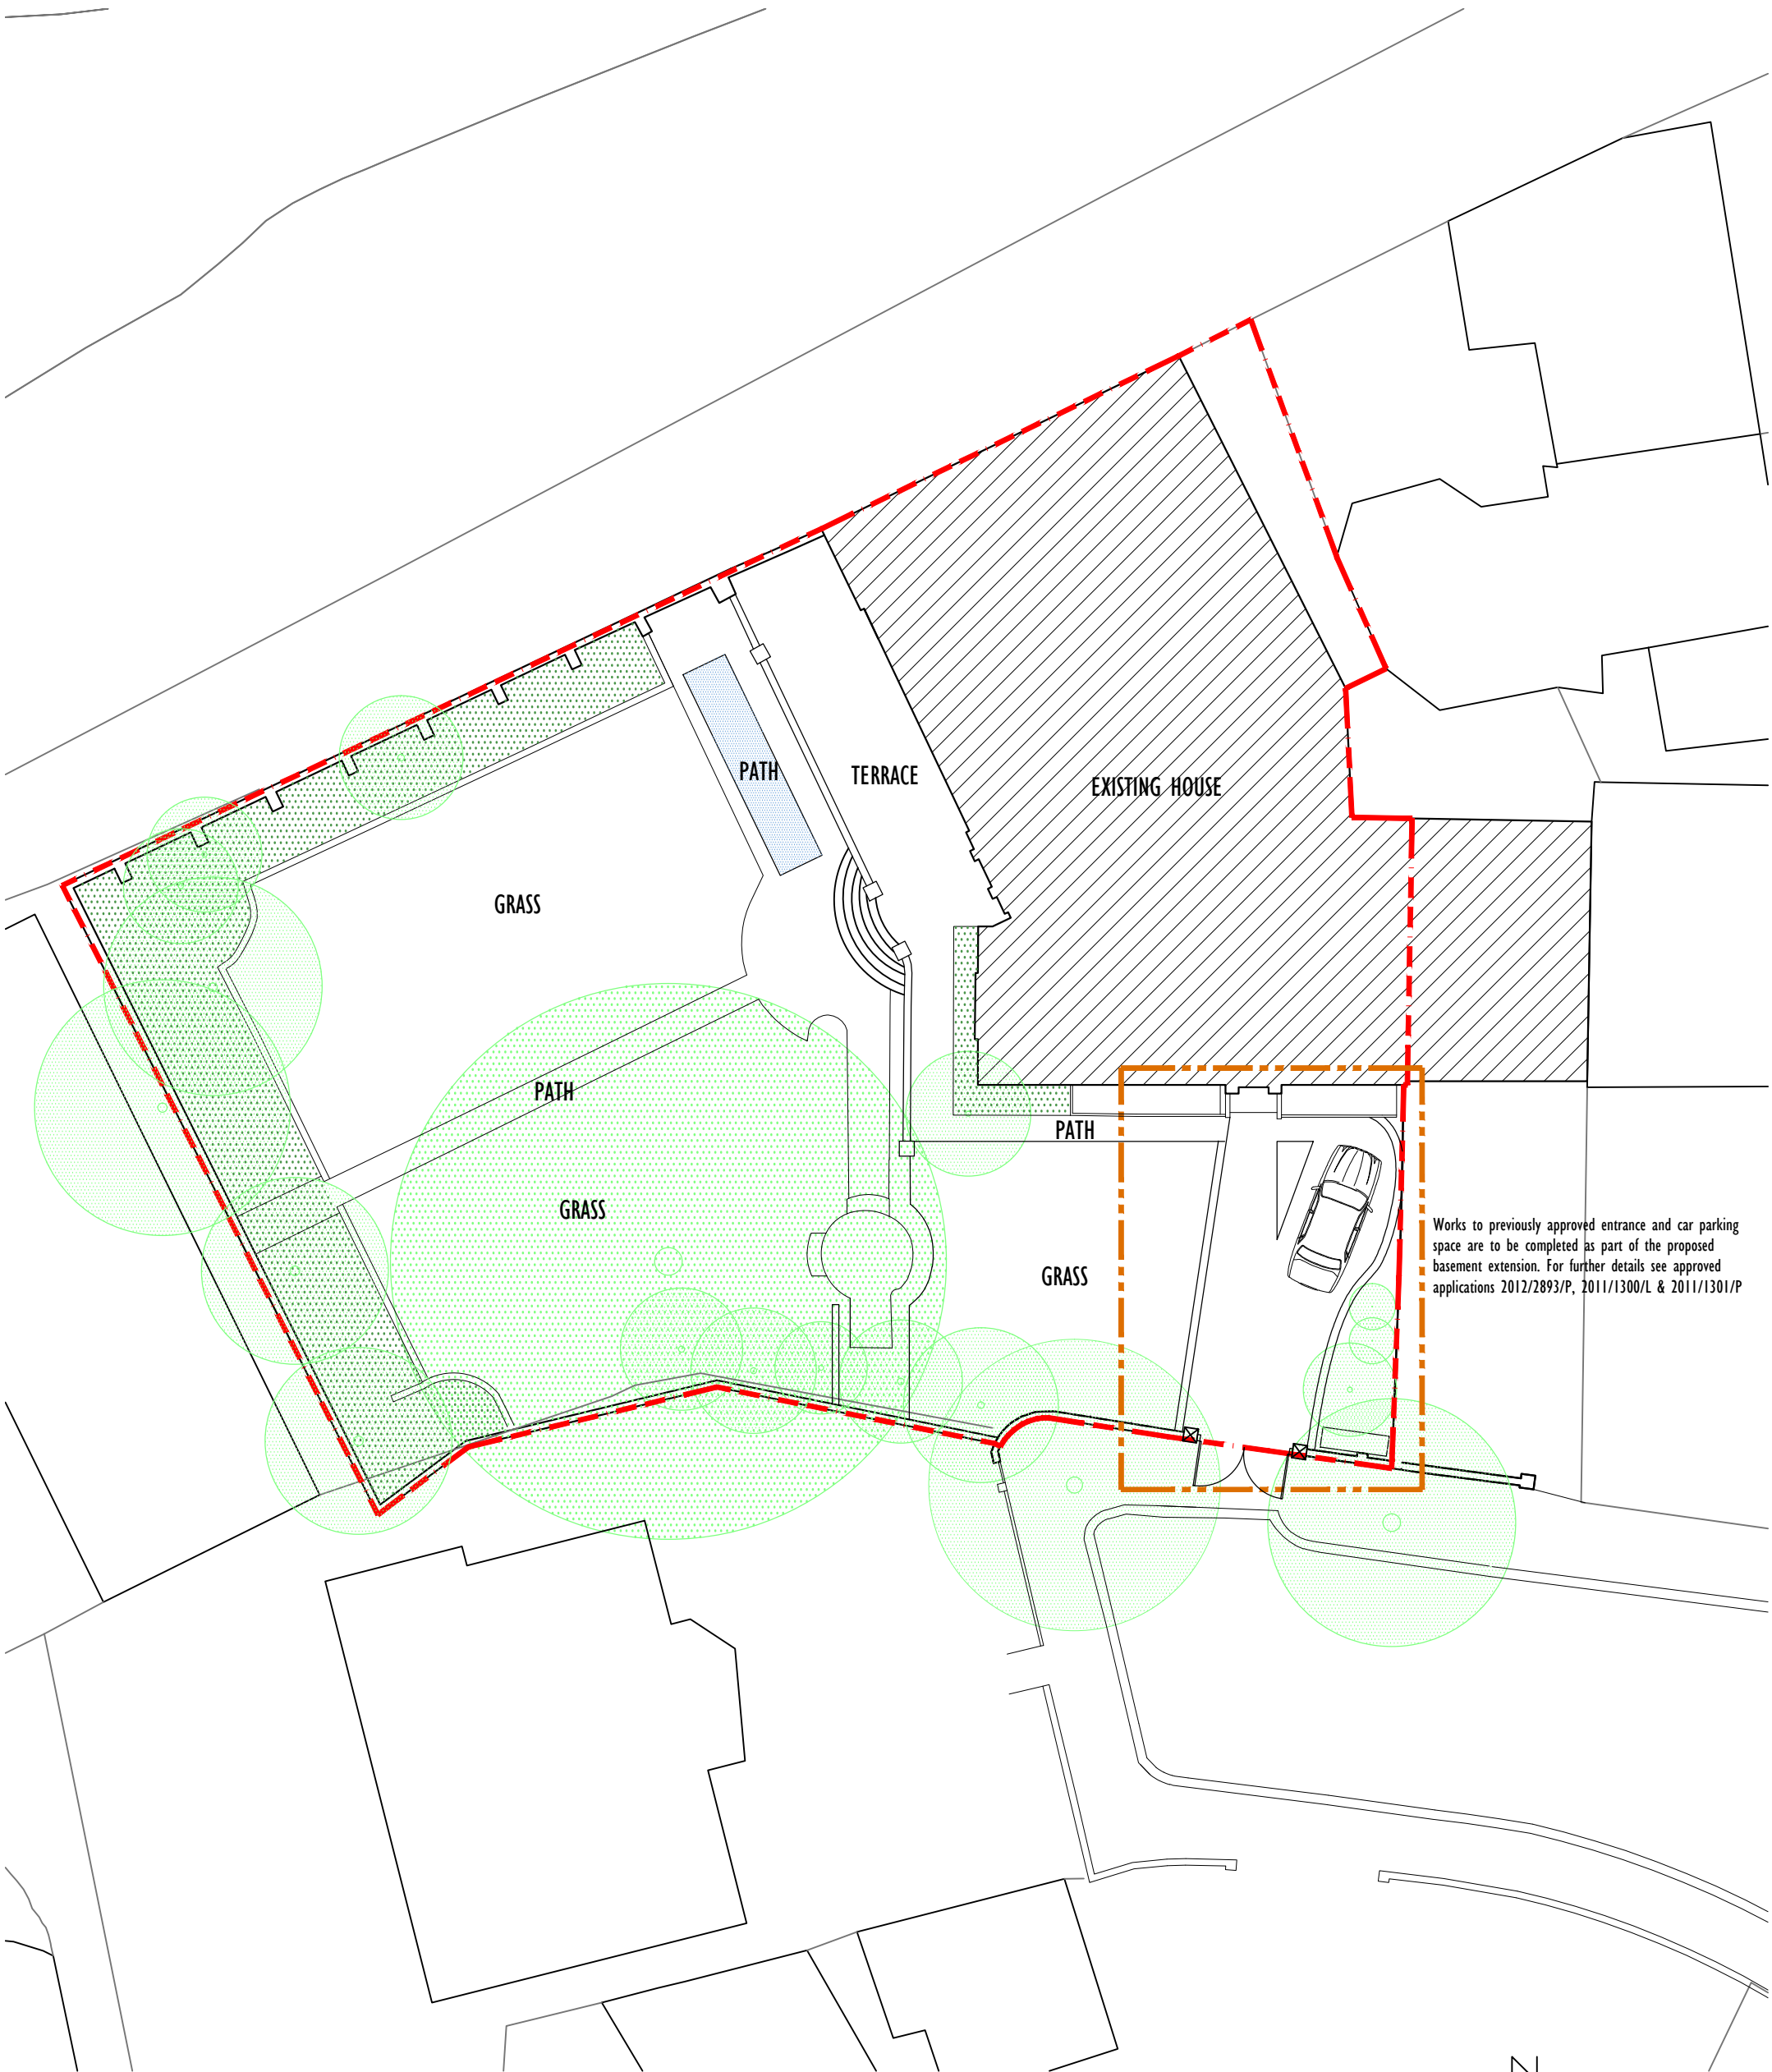 PATH
TERRACE
EXISTING HOUSE
GRASS
PATH
PATH
GRASS
GRASS
Works to previously approved entrance and car parking
space are to be completed as part of the proposed
basement extension. For further details see approved
applications 2012/2893/P, 2011/1300/L & 2011/1301/P